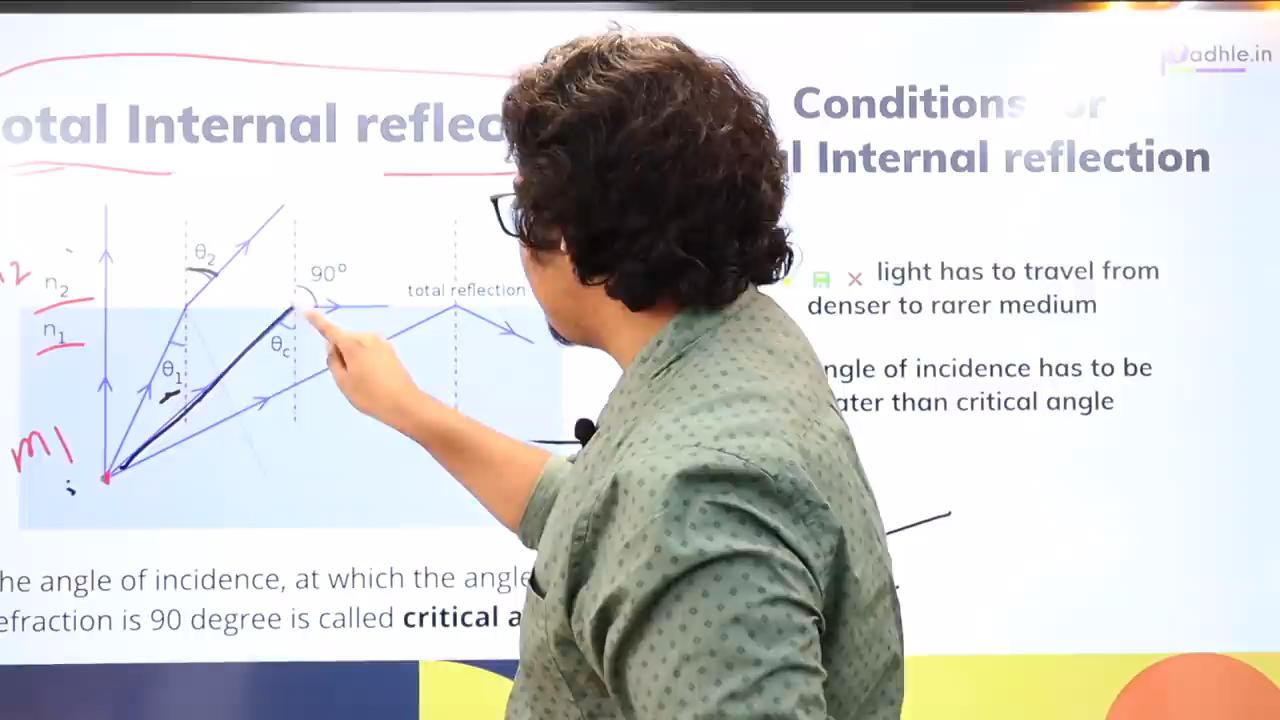 adhle.in
otal Internal reflec
Conditions or
l Internal reflection
θ2
90°
n2
total reflection
n1
θc
θ1
m1
light has to travel from
denser to rarer medium
ngle of incidence has to be
ater than critical angle
he angle of incidence, at which the angle
efraction is 90 degree is called critical a